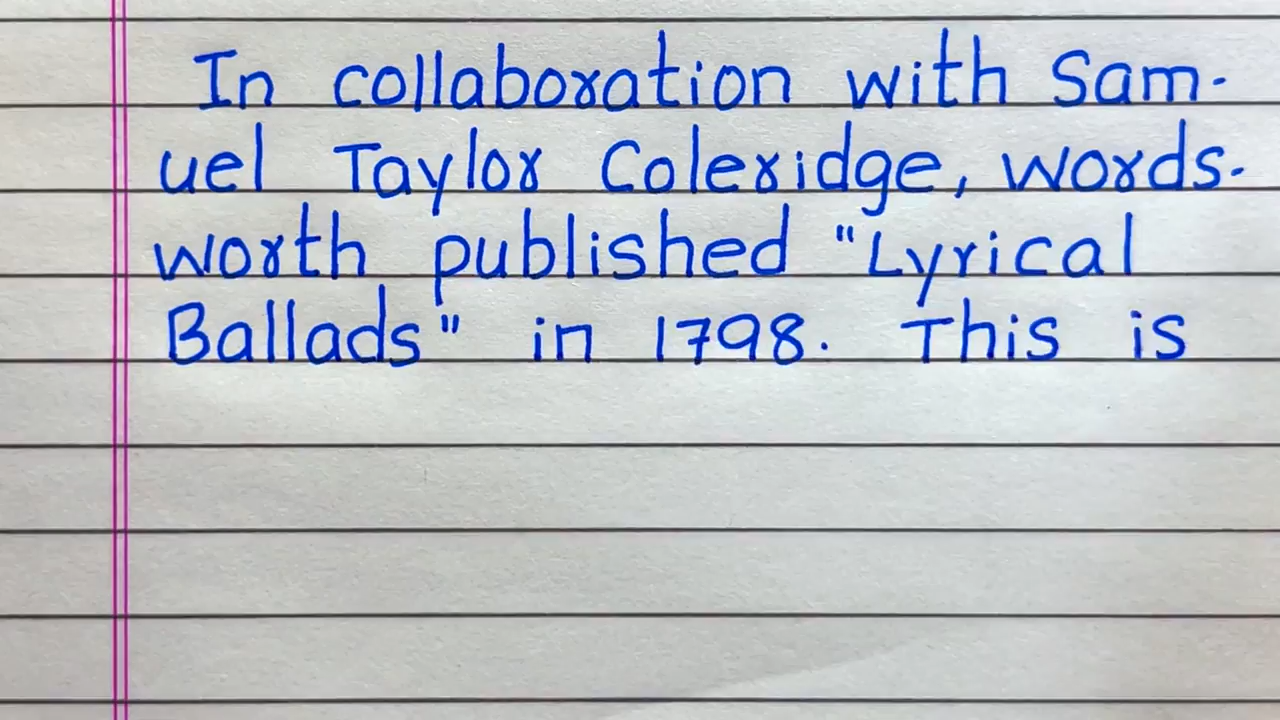 In collaboration with Sam-
uel Taylor Coleridge, words-
worth published "Lyrical
Ballads" in 1798. This is